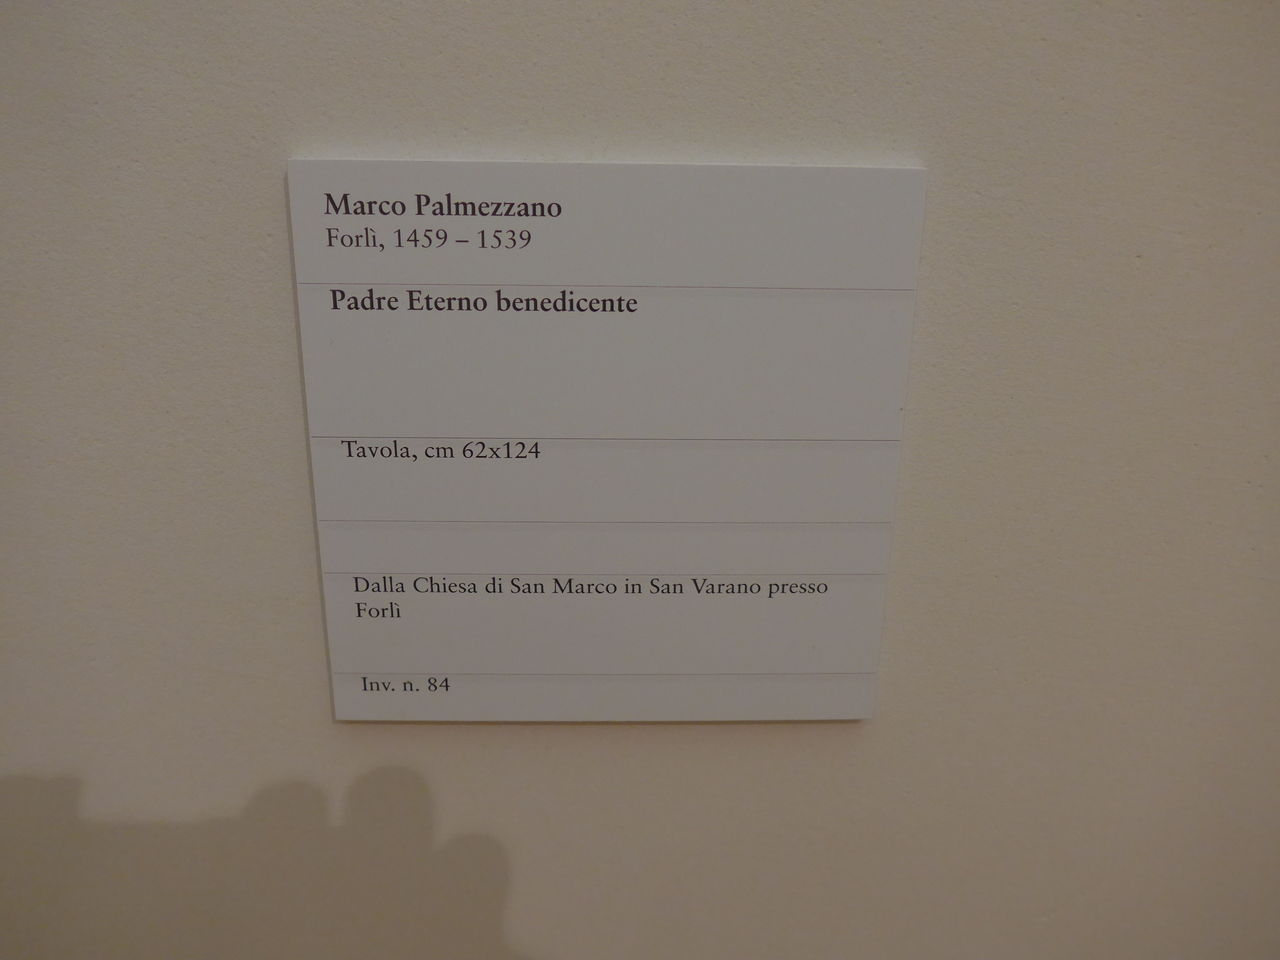 Marco Palmezzano
Forlì, 1459 – 1539
Padre Eterno benedicente
Tavola, cm 62x124
Dalla Chiesa di San Marco in San Varano presso
Forlì
Inv. n. 84